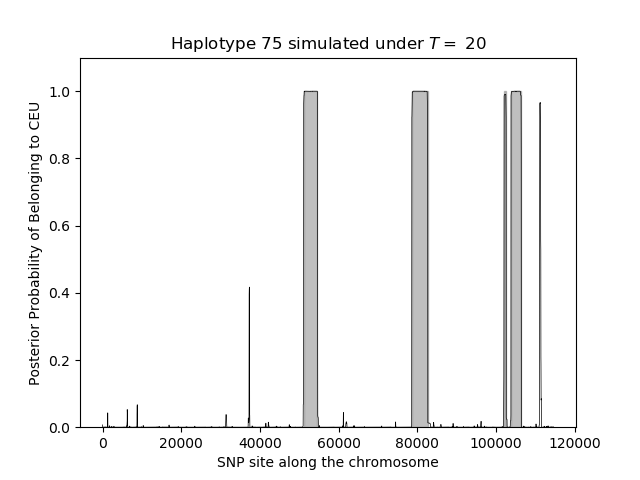 Haplotype 75 simulated under T = 20
Posterior Probability of Belonging to CEU
1.0
0.8
0.6
0.4
0.2
0.0
0 20000 40000 60000 80000 100000 120000
SNP site along the chromosome